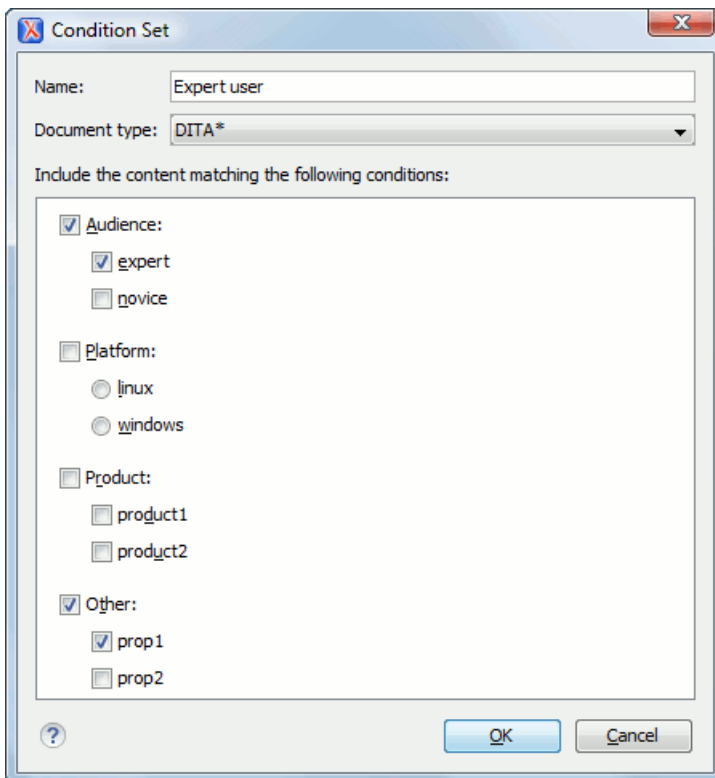 Condition Set
Name: Expert user
Document type: DITA*
Include the content matching the following conditions:
Audience:
expert
novice
Platform:
linux
windows
Product:
product1
product2
Other:
prop1
prop2
? OK Cancel